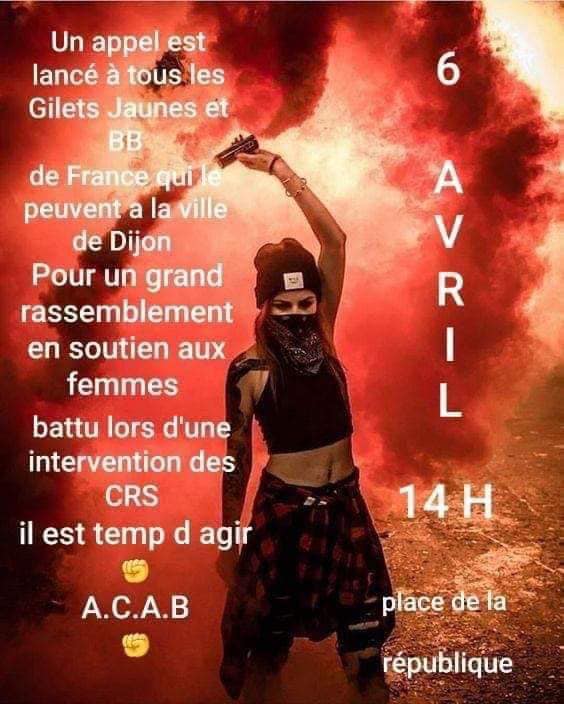 Un appel est
lancé à tous les
Gilets Jaunes et
BB
de France qui le
peuvent a la ville
de Dijon
Pour un grand
rassemblement
en soutien aux
femmes
battu lors d'une
intervention des
CRS
il est temp d agir
✊
A.C.A.B
✊
6
A
V
R
I
L
14 H
place de la
république